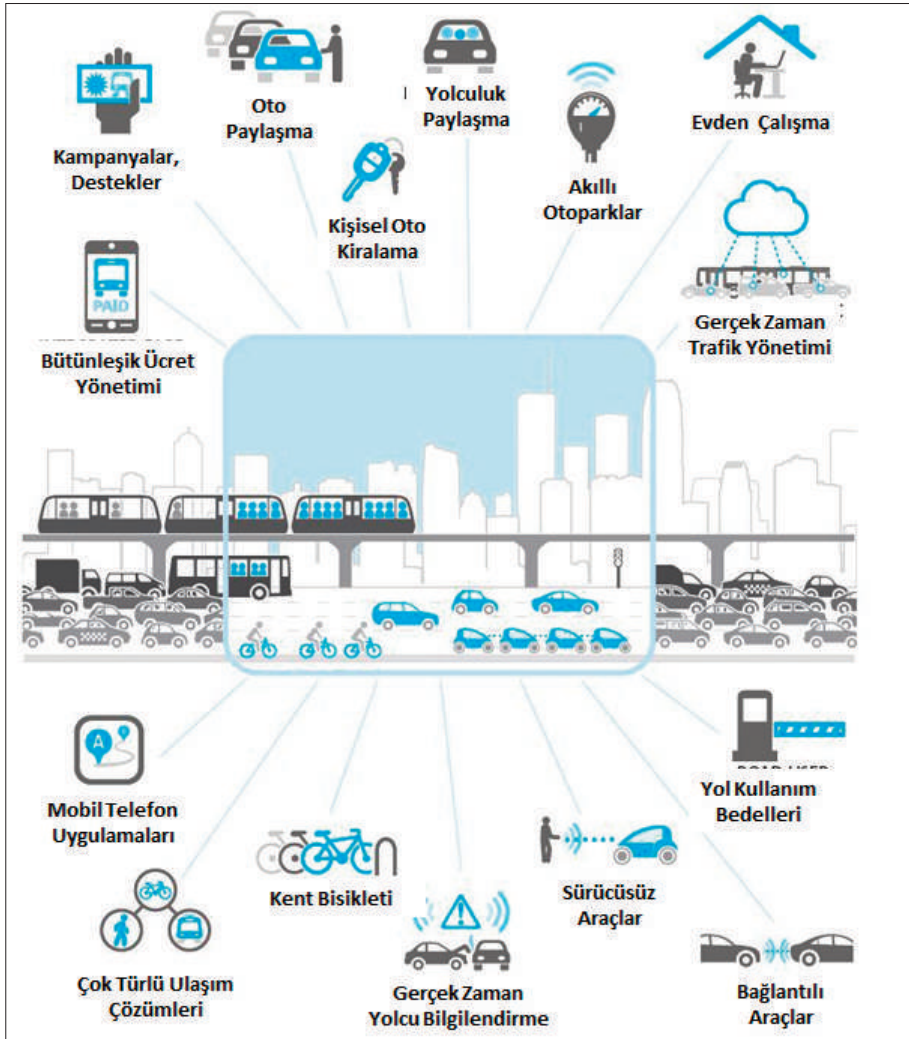 Oto
Paylaşma
Yolculuk
Paylaşma
Evden Çalışma
Kampanyalar,
Destekler
Kişisel Oto
Kiralama
Akıllı
Otoparklar
PAID
Bütünleşik Ücret
Yönetimi
Gerçek Zaman
Trafik Yönetimi
A
Mobil Telefon
Uygulamaları
Yol Kullanım
Bedelleri
Kent Bisikleti
Sürücüsüz
Araçlar
Çok Türlü Ulaşım
Çözümleri
Gerçek Zaman
Yolcu Bilgilendirme
Bağlantılı
Araçlar